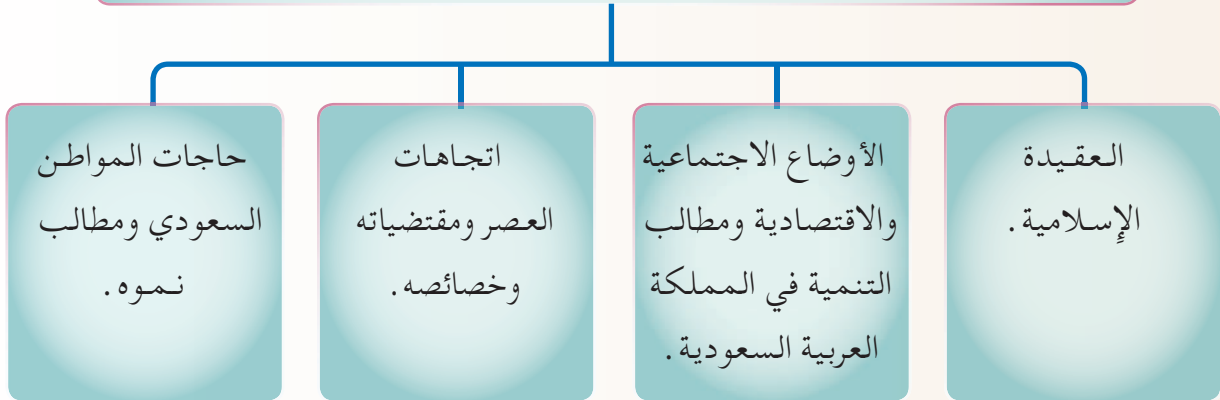 العقيدة
الإسلامية.
الأوضاع الاجتماعية
والاقتصادية ومطالب
التنمية في المملكة
العربية السعودية.
اتجاهات
العصر ومقتضياته
وخصائصه.
حاجات المواطن
السعودي ومطالب
نموه.